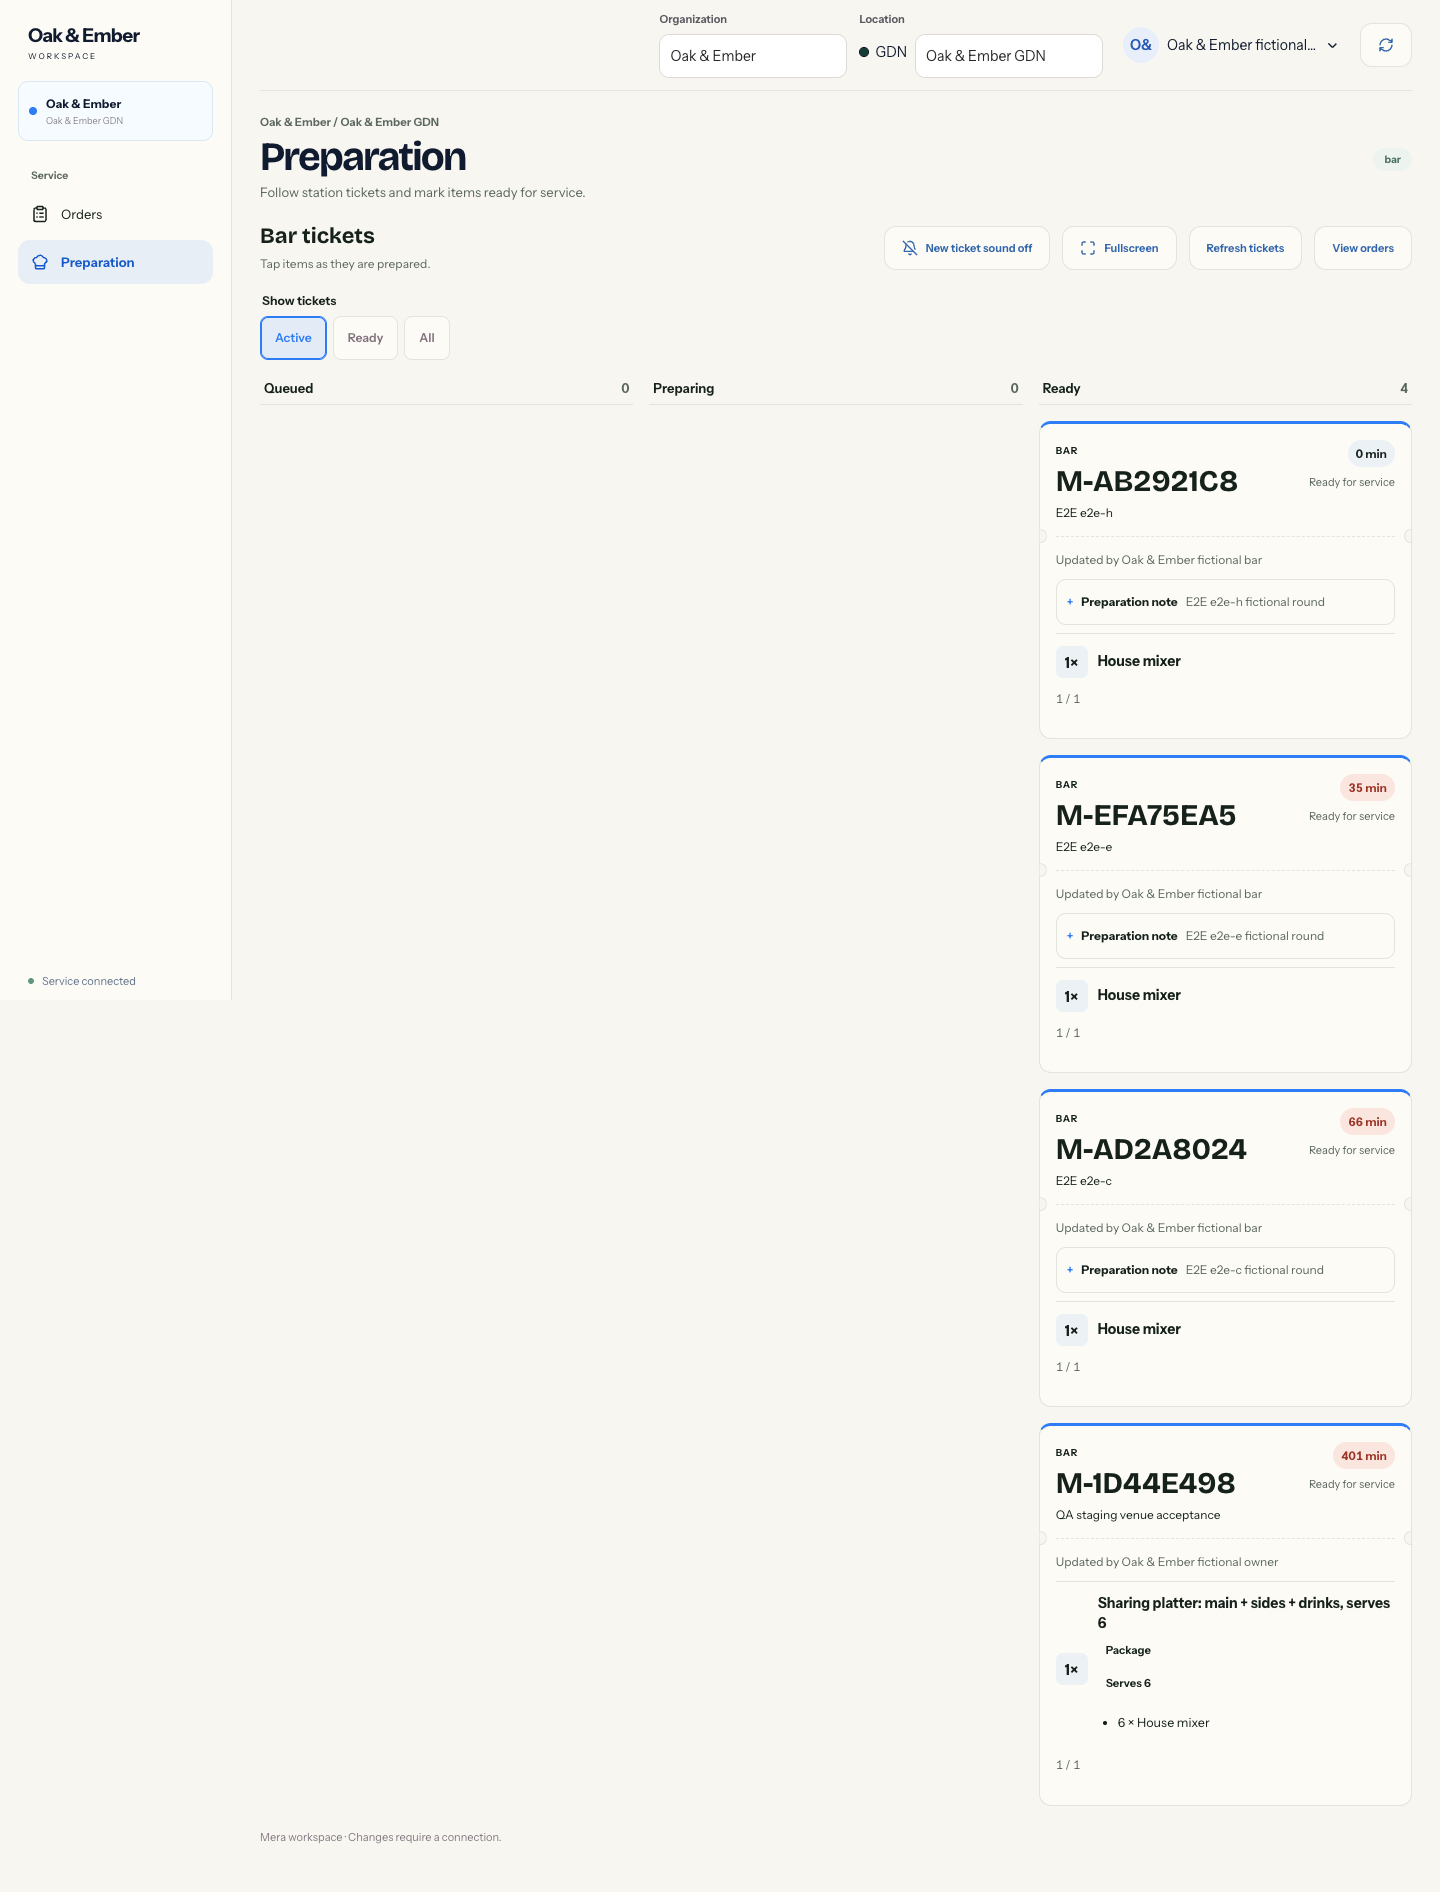 Oak & Ember
WORKSPACE
Oak & Ember
Oak & Ember GDN
Service
Orders
Preparation
Service connected
Organization
Oak & Ember
Location
GDN
Oak & Ember GDN
O&
Oak & Ember fictional...
Oak & Ember / Oak & Ember GDN
Preparation
Follow station tickets and mark items ready for service.
bar
Bar tickets
Tap items as they are prepared.
New ticket sound off
Fullscreen
Refresh tickets
View orders
Show tickets
Active
Ready
All
Queued 0
Preparing 0
Ready 4
BAR
0 min
M-AB2921C8
Ready for service
E2E e2e-h
Updated by Oak & Ember fictional bar
+ Preparation note E2E e2e-h fictional round
1× House mixer
1 / 1
BAR
35 min
M-EFA75EA5
Ready for service
E2E e2e-e
Updated by Oak & Ember fictional bar
+ Preparation note E2E e2e-e fictional round
1× House mixer
1 / 1
BAR
66 min
M-AD2A8024
Ready for service
E2E e2e-c
Updated by Oak & Ember fictional bar
+ Preparation note E2E e2e-c fictional round
1× House mixer
1 / 1
BAR
401 min
M-1D44E498
Ready for service
QA staging venue acceptance
Updated by Oak & Ember fictional owner
Sharing platter: main + sides + drinks, serves
6
Package
1×
Serves 6
• 6 × House mixer
1 / 1
Mera workspace · Changes require a connection.